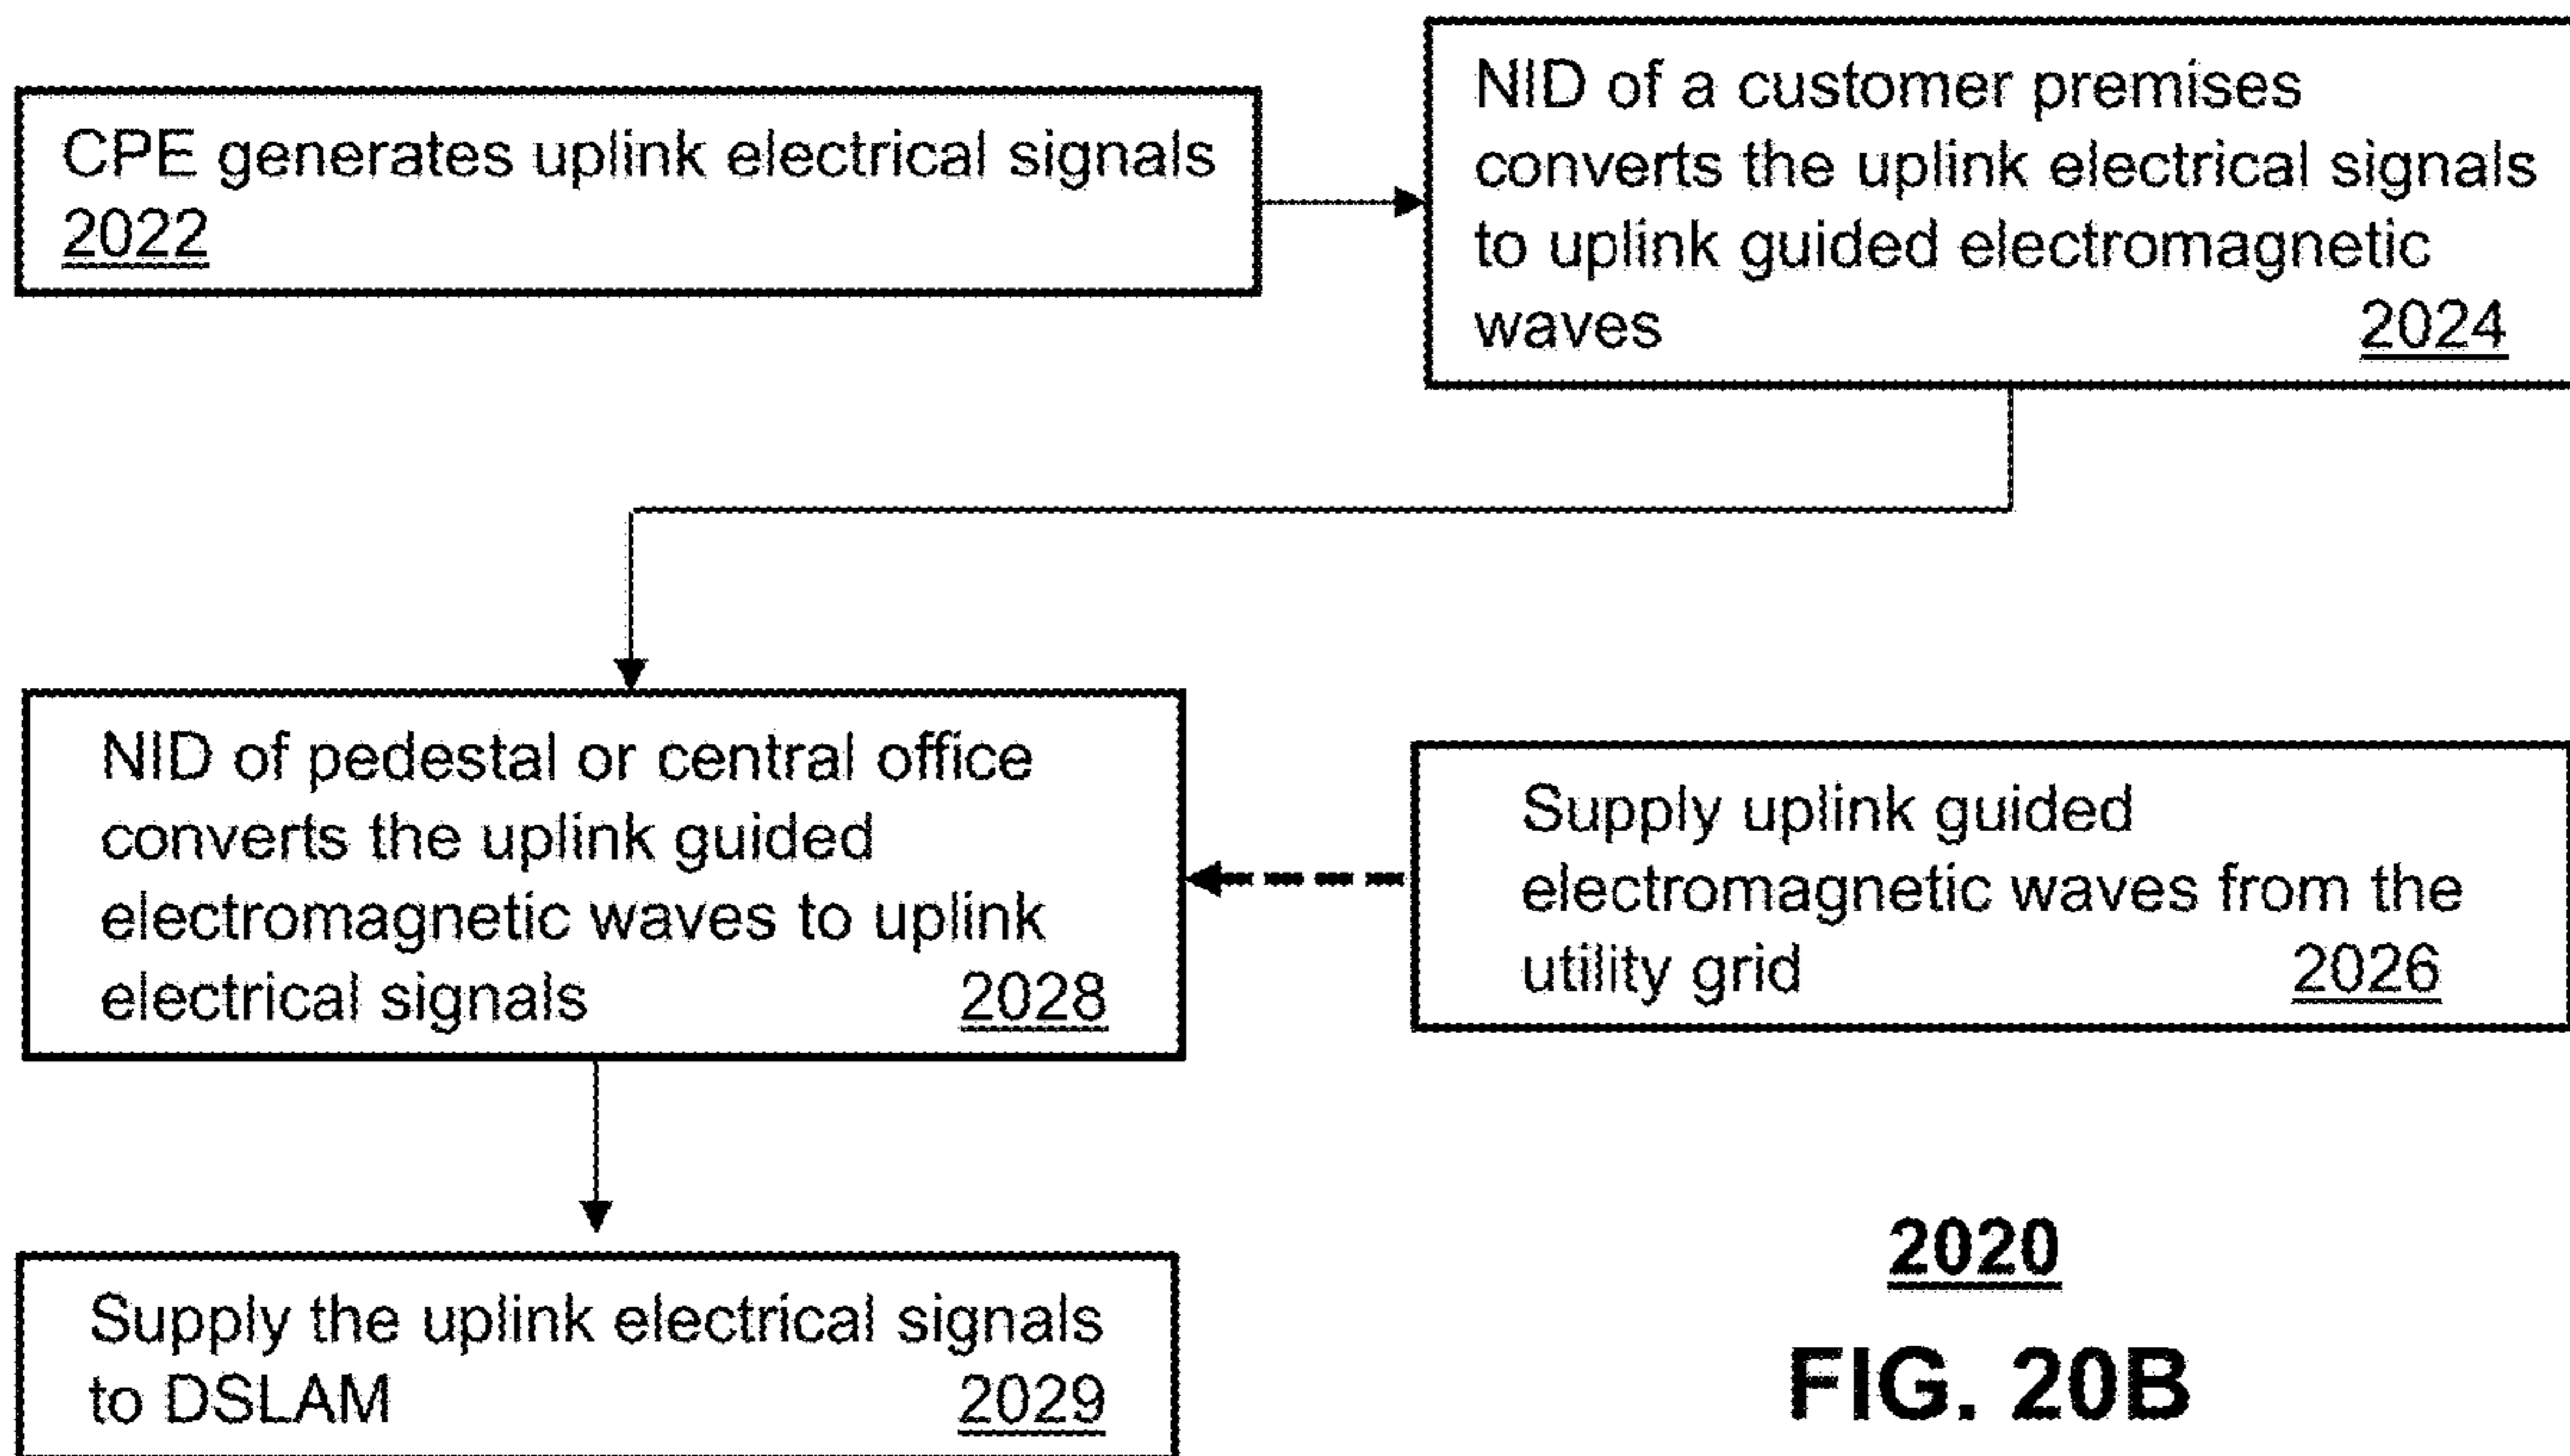 CPE generates uplink electrical signals
2022
NID of a customer premises
converts the uplink electrical signals
to uplink guided electromagnetic
waves 2024
NID of pedestal or central office
converts the uplink guided
electromagnetic waves to uplink
electrical signals 2028
Supply uplink guided
electromagnetic waves from the
utility grid 2026
Supply the uplink electrical signals
to DSLAM 2029
2020
FIG. 20B